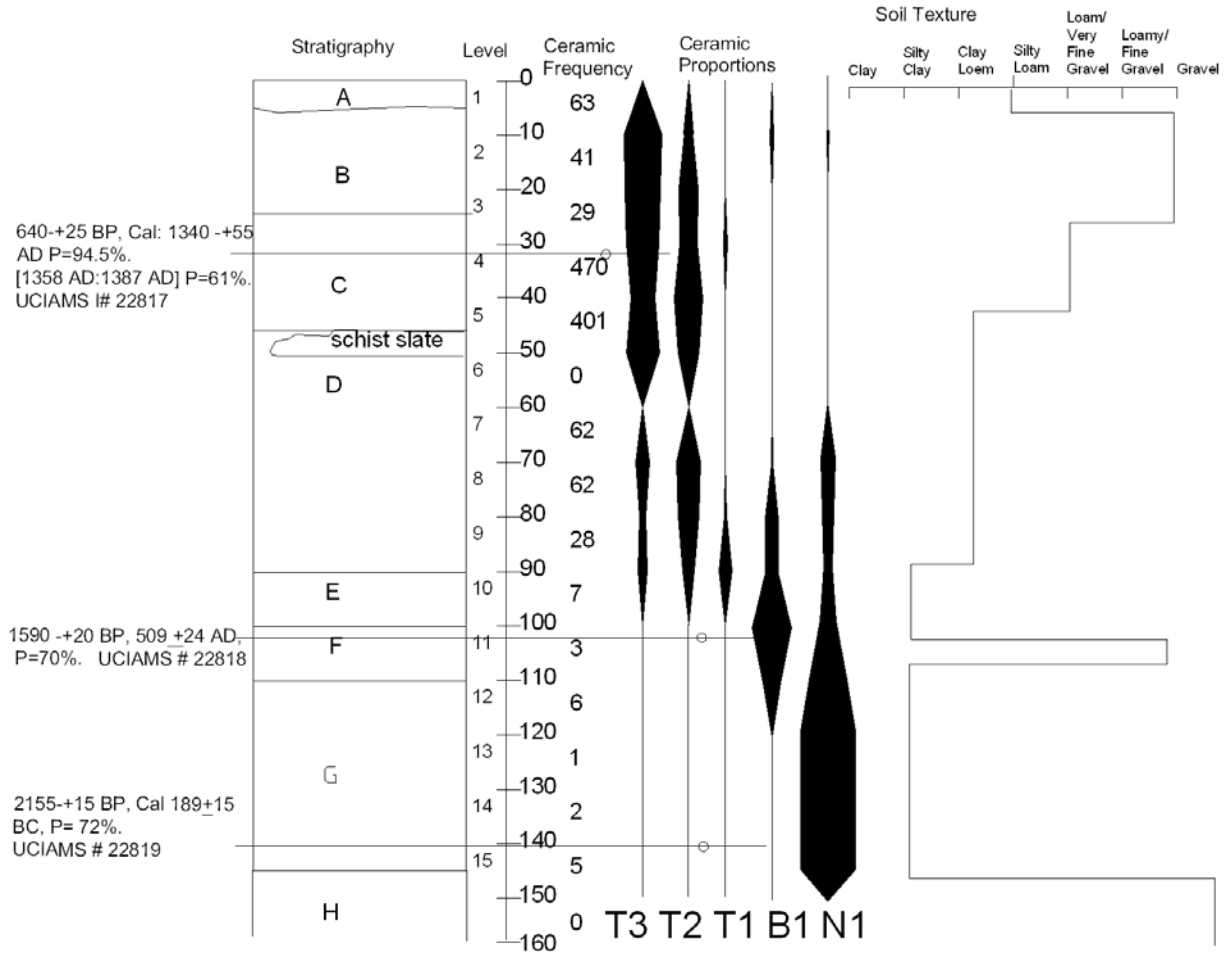 Soil Texture
Stratigraphy
Level
Ceramic
Frequency
Ceramic
Proportions
Clay
Silty
Clay
Clay
Loem
Silty
Loam
Loam/
Very
Fine
Gravel
Loamy/
Fine
Gravel
Gravel
A
B
C
schist slate
D
E
F
G
H
1
2
3
4
5
6
7
8
9
10
11
12
13
14
15
0
10
20
30
40
50
60
70
80
90
100
110
120
130
140
150
160
63
41
29
470
401
0
62
62
28
7
3
6
1
2
5
0
640-+25 BP, Cal: 1340 -+55
AD P=94.5%.
[1358 AD:1387 AD] P=61%.
UCIAMS I# 22817
1590 -+20 BP, 509 ±24 AD,
P=70%. UCIAMS # 22818
2155-+15 BP, Cal 189±15
BC, P= 72%.
UCIAMS # 22819
T3 T2 T1 B1 N1